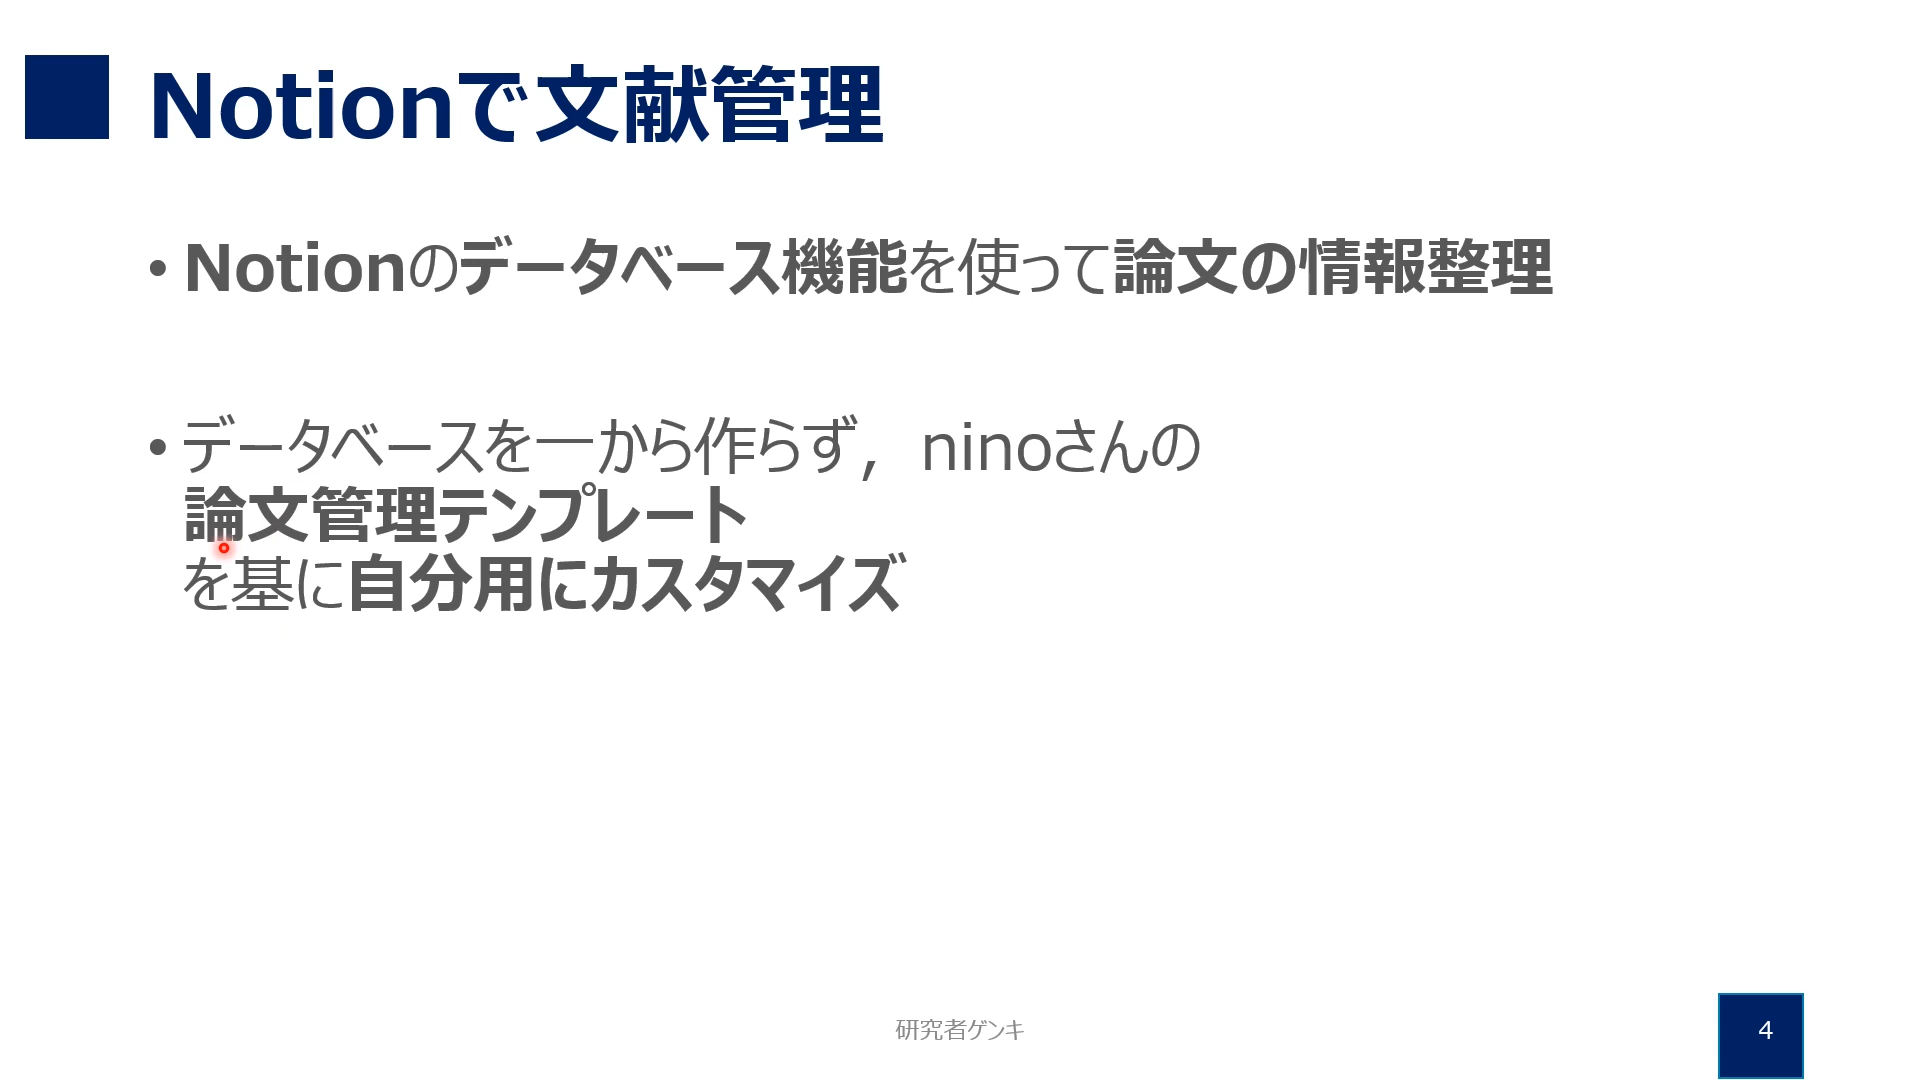 Notionで文献管理
• Notionのデータベース機能を使って論文の情報整理
• データベースを一から作らず，ninoさんの
論文管理テンプレート
を基に自分用にカスタマイズ
研究者ゲンキ
4